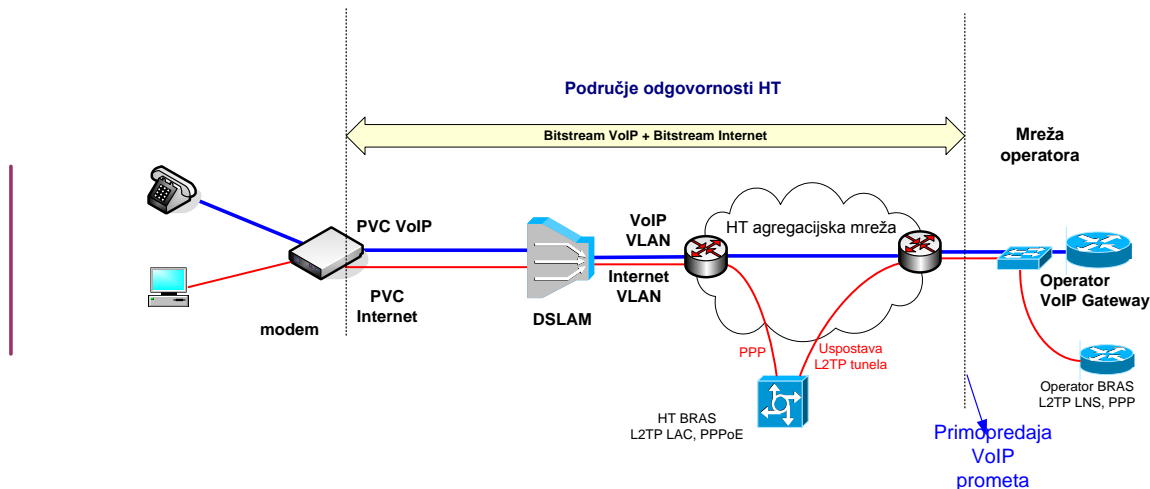 Područje odgovornosti HT
Bitstream VoIP + Bitstream Internet
Mreža
operatora
PVC VoIP
VoIP
VLAN
HT agregacijska mreža
PVC
Internet
Internet
VLAN
modem
DSLAM
Operator
VoIP Gateway
PPP
Uspostava
L2TP tunela
HT BRAS
L2TP LAC, PPPoE
Operator BRAS
L2TP LNS, PPP
Primopredaja
VoIP
prometa